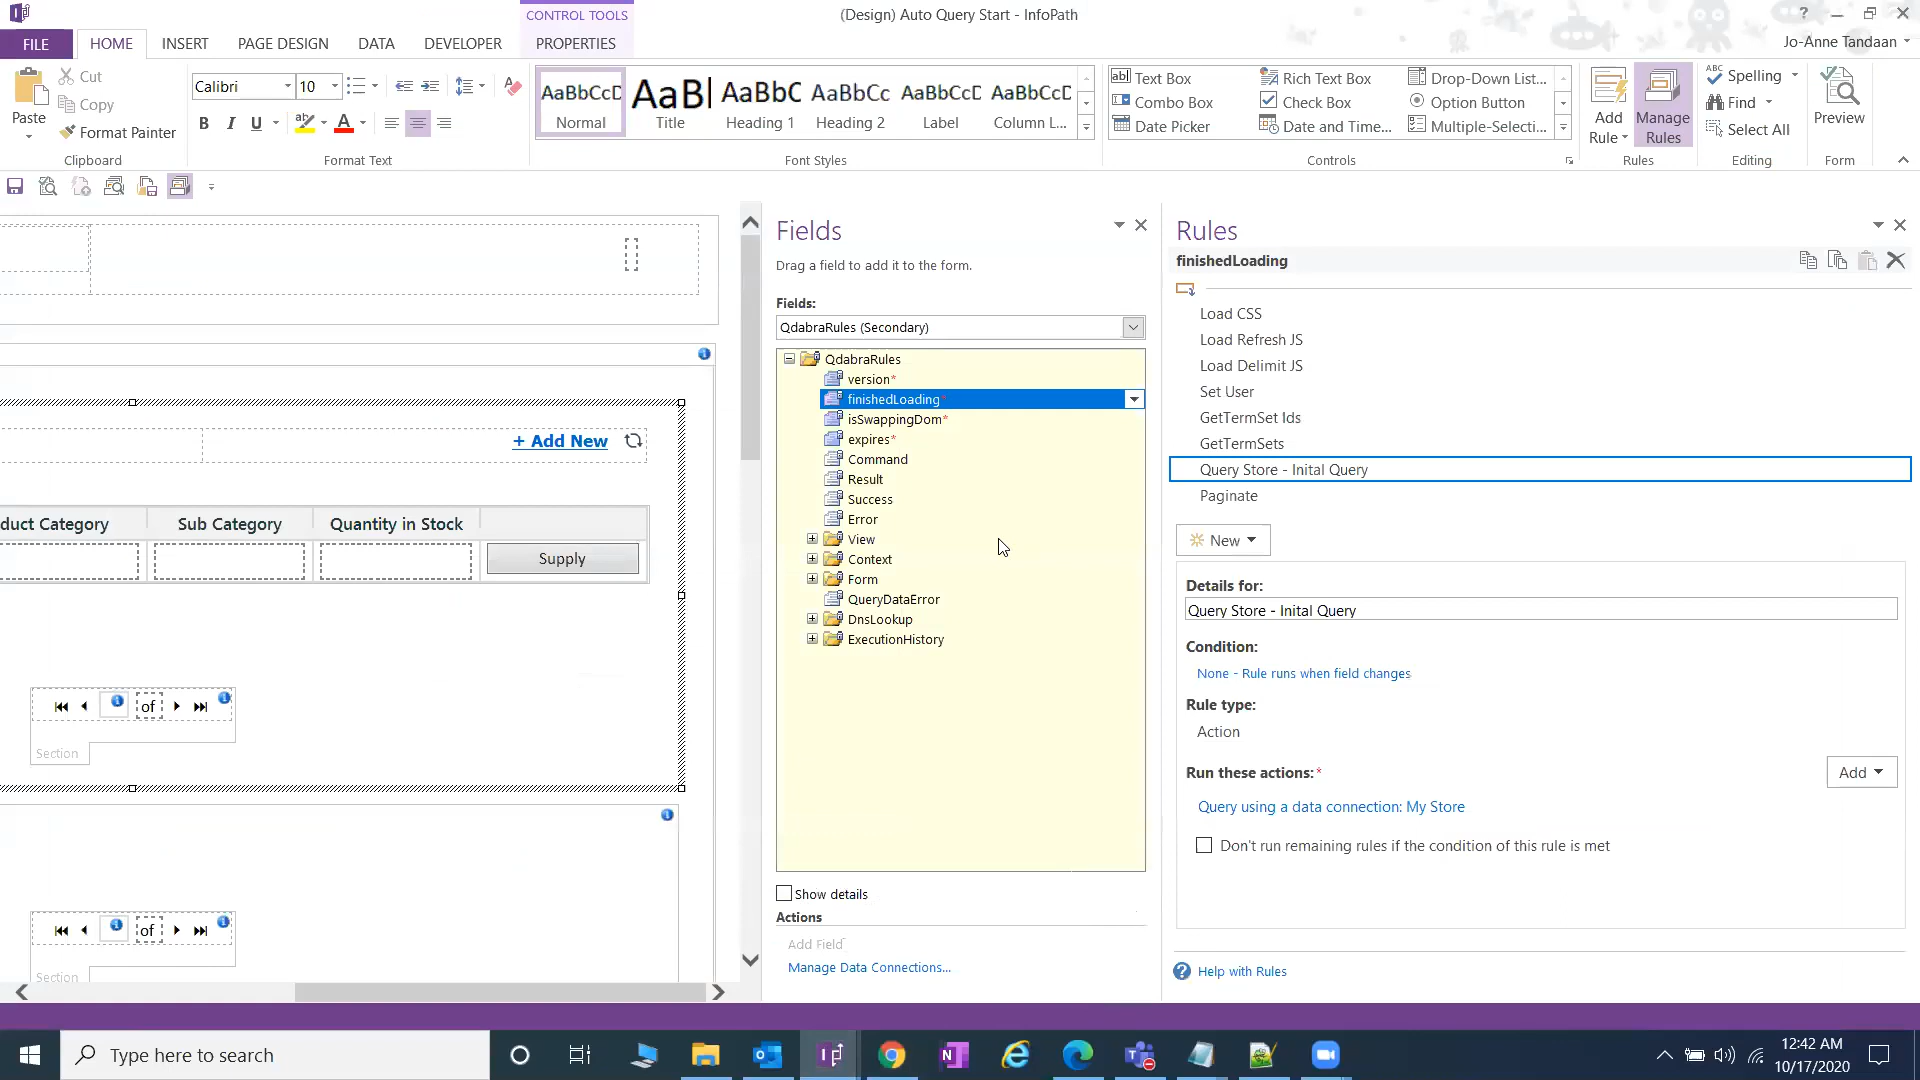 CONTROL TOOLS
(Design) Auto Query Start - InfoPath
?
FILE
HOME
INSERT
PAGE DESIGN
DATA
DEVELOPER
PROPERTIES
Jo-Anne Tandaan
Paste
Cut
Copy
Format Painter
Clipboard
Calibri
10
B I U
Format Text
AaBbCcD
Normal
AaBl
Title
AaBbC
Heading 1
AaBbCc
Heading 2
AaBbCcD
Label
AaBbCcD
Column L...
Font Styles
Text Box
Combo Box
Date Picker
Rich Text Box
Check Box
Date and Time...
Drop-Down List...
Option Button
Multiple-Selecti...
Controls
Add
Rule
Manage
Rules
Rules
Spelling
Find
Select All
Editing
Preview
Form
+ Add New
duct Category
Sub Category
Quantity in Stock
Supply
of
Section
of
Section
Fields
Drag a field to add it to the form.
Fields:
QdabraRules (Secondary)
QdabraRules
version*
finishedLoading*
isSwappingDom*
expires*
Command
Result
Success
Error
View
Context
Form
QueryDataError
DnsLookup
ExecutionHistory
Show details
Actions
Add Field
Manage Data Connections...
Rules
finishedLoading
Load CSS
Load Refresh JS
Load Delimit JS
Set User
GetTermSet Ids
GetTermSets
Query Store - Inital Query
Paginate
New
Details for:
Query Store - Inital Query
Condition:
None - Rule runs when field changes
Rule type:
Action
Run these actions:*
Add
Query using a data connection: My Store
Don't run remaining rules if the condition of this rule is met
Help with Rules
Type here to search
12:42 AM
10/17/2020